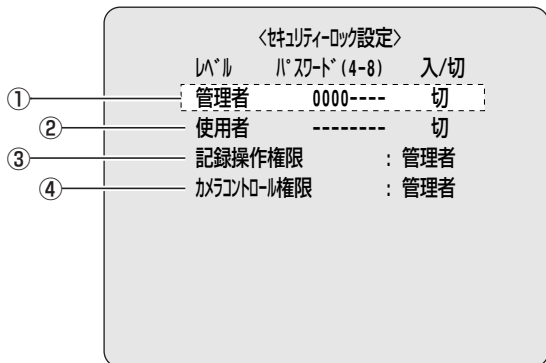 〈ｾｷｭﾘﾃｨｰﾛｯｸ設定〉
ﾚﾍﾞﾙ ﾊﾟｽﾜｰﾄﾞ(4-8) 入/切
① 管理者 0000---- 切
② 使用者 -------- 切
③ 記録操作権限 : 管理者
④ ｶﾒﾗｺﾝﾄﾛｰﾙ権限 : 管理者